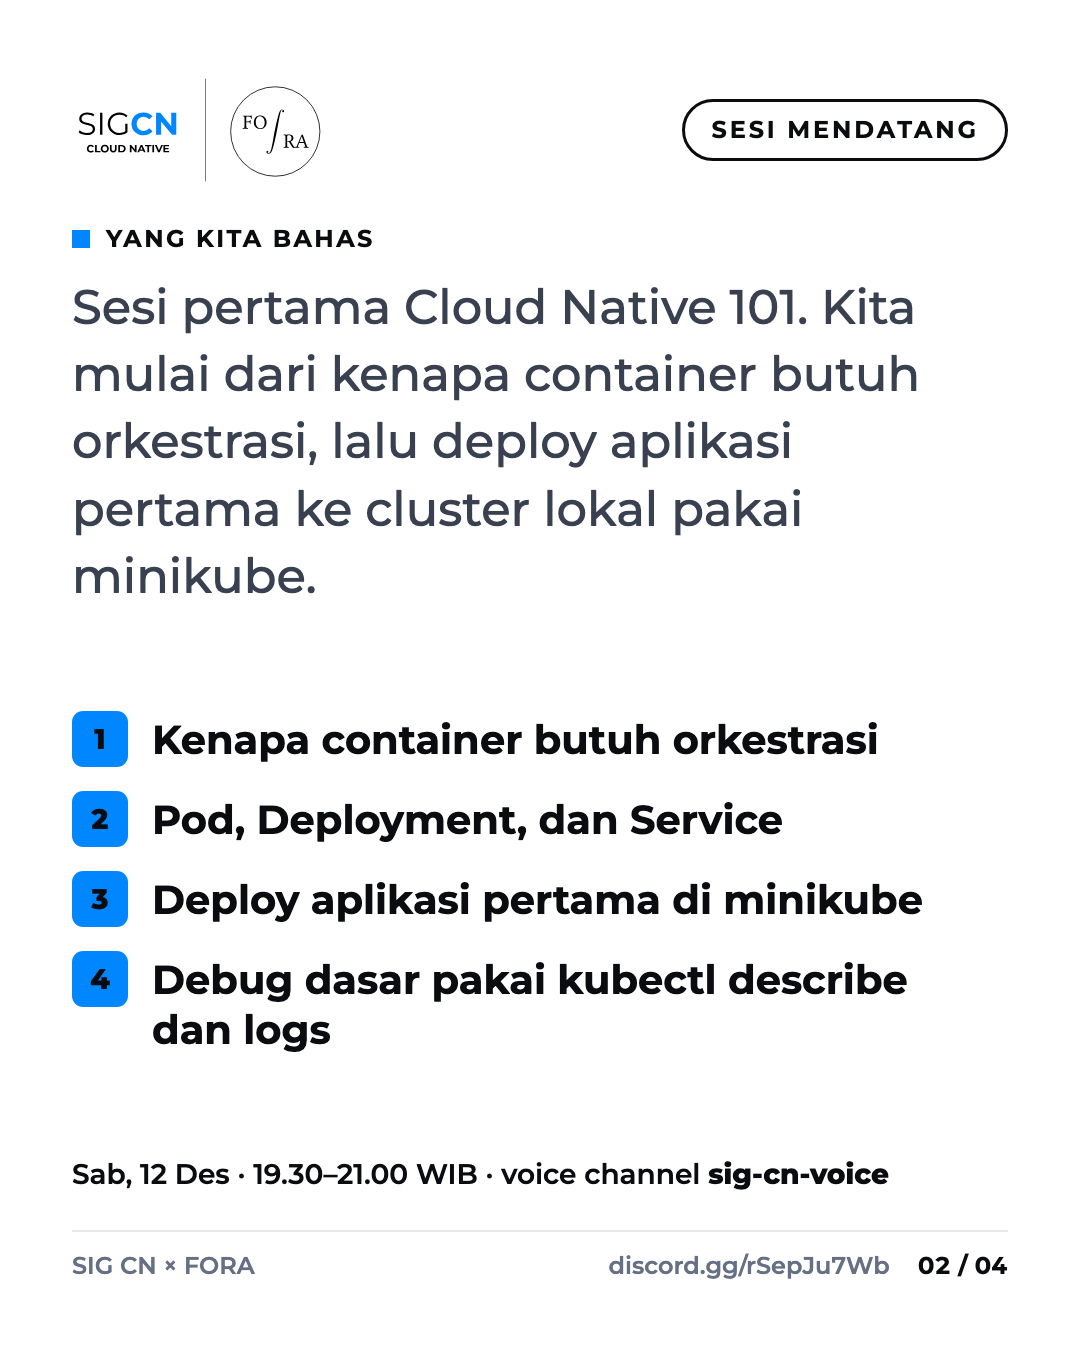 SIGCN
CLOUD NATIVE
FO
RA
SESI MENDATANG
YANG KITA BAHAS
Sesi pertama Cloud Native 101. Kita
mulai dari kenapa container butuh
orkestrasi, lalu deploy aplikasi
pertama ke cluster lokal pakai
minikube.
1 Kenapa container butuh orkestrasi
2 Pod, Deployment, dan Service
3 Deploy aplikasi pertama di minikube
4 Debug dasar pakai kubectl describe
dan logs
Sab, 12 Des · 19.30–21.00 WIB · voice channel sig-cn-voice
SIG CN × FORA
discord.gg/rSepJu7Wb 02 / 04